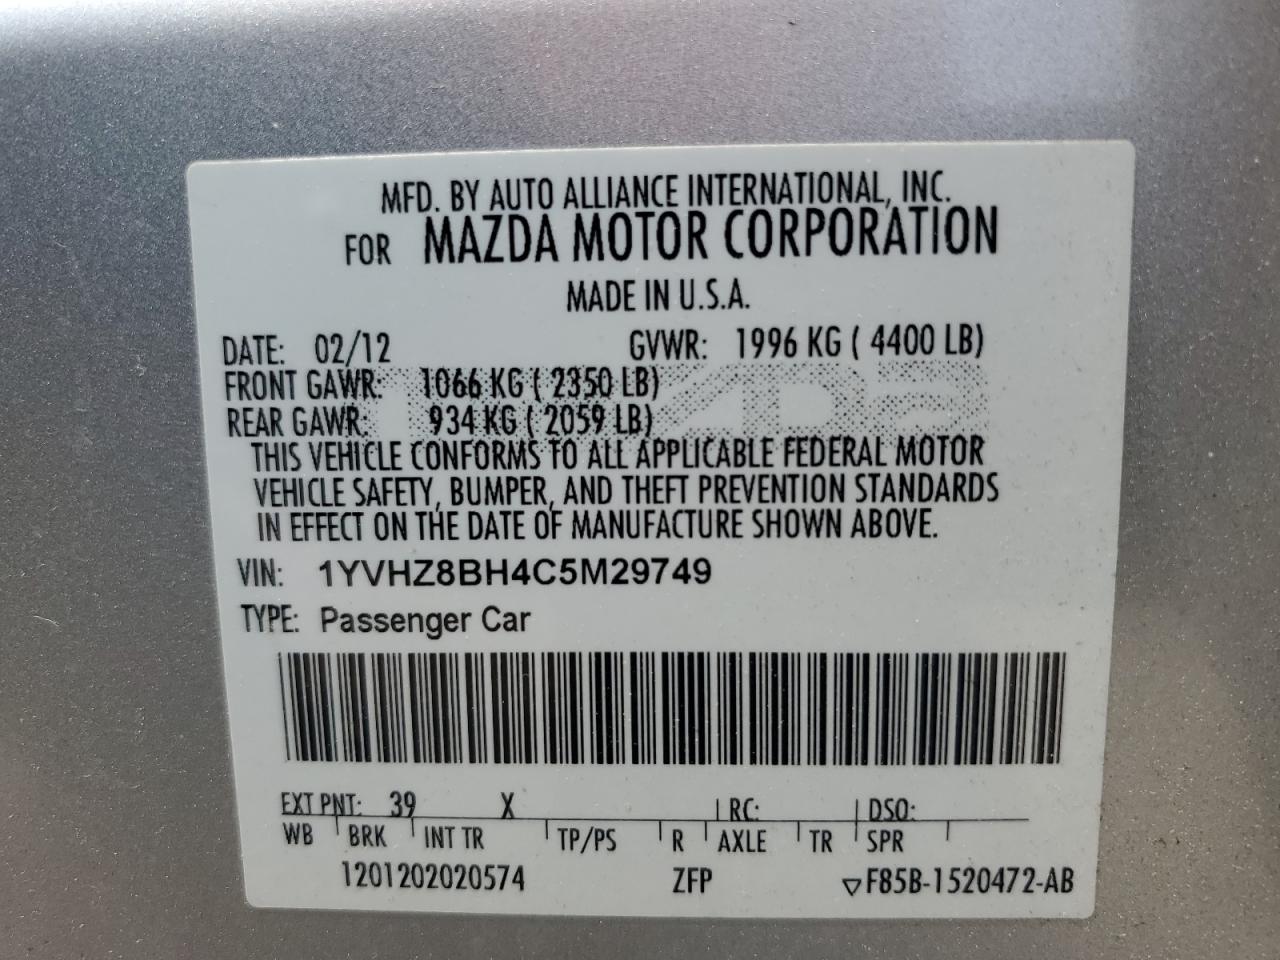 MFD. BY AUTO ALLIANCE INTERNATIONAL, INC.
FOR MAZDA MOTOR CORPORATION
MADE IN U.S.A.
DATE: 02/12 GVWR: 1996 KG ( 4400 LB)
FRONT GAWR: 1066 KG ( 2350 LB)
REAR GAWR: 934 KG ( 2059 LB)
THIS VEHICLE CONFORMS TO ALL APPLICABLE FEDERAL MOTOR
VEHICLE SAFETY, BUMPER, AND THEFT PREVENTION STANDARDS
IN EFFECT ON THE DATE OF MANUFACTURE SHOWN ABOVE.
VIN: 1YVHZ8BH4C5M29749
TYPE: Passenger Car
EXT PNT: 39 X RC: DSO:
WB BRK INT TR TP/PS R AXLE TR SPR
1201202020574 ZFP ▽F85B-1520472-AB